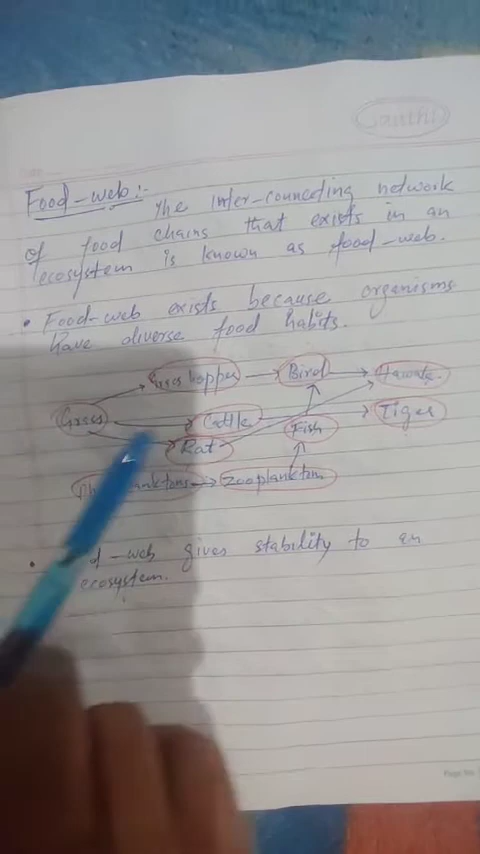 Food-web:- The Inter-connecting network
of food chains that exists in an
ecosystem is known as food-web.
• Food-web exists because organisms
have diverse food habits.
Grass hopper Bird Hawks
Grass Cattle Tiger
Rat Fish
Zooplankton
• -web gives stability to an
ecosystem.